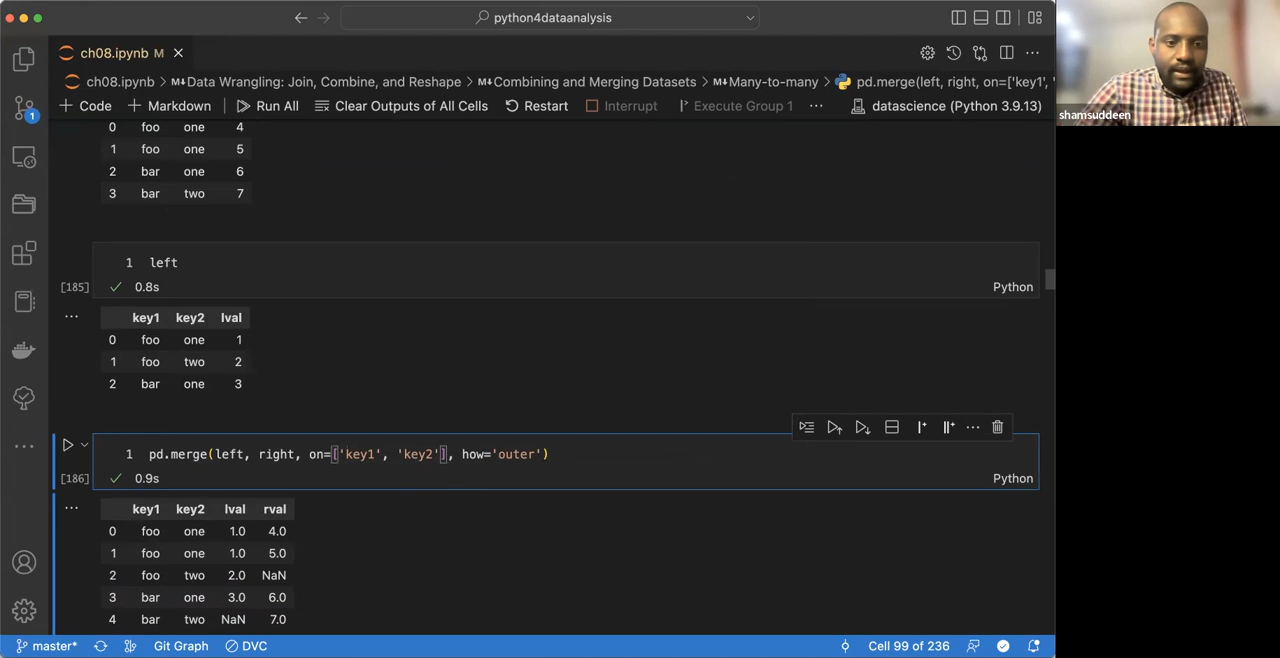 python4dataanalysis
ch08.ipynb M
ch08.ipynb > M↓Data Wrangling: Join, Combine, and Reshape > M↓Combining and Merging Datasets > M↓Many-to-many > pd.merge(left, right, on=['key1',
+ Code + Markdown Run All Clear Outputs of All Cells Restart Interrupt Execute Group 1 ... datascience (Python 3.9.13)
shamsuddeen
0 foo one 4
1 foo one 5
2 bar one 6
3 bar two 7
1 left
[185] 0.8s Python
key1 key2 lval
0 foo one 1
1 foo two 2
2 bar one 3
1 pd.merge(left, right, on=['key1', 'key2'], how='outer')
[186] 0.9s Python
key1 key2 lval rval
0 foo one 1.0 4.0
1 foo one 1.0 5.0
2 foo two 2.0 NaN
3 bar one 3.0 6.0
4 bar two NaN 7.0
1
master* Git Graph DVC Cell 99 of 236